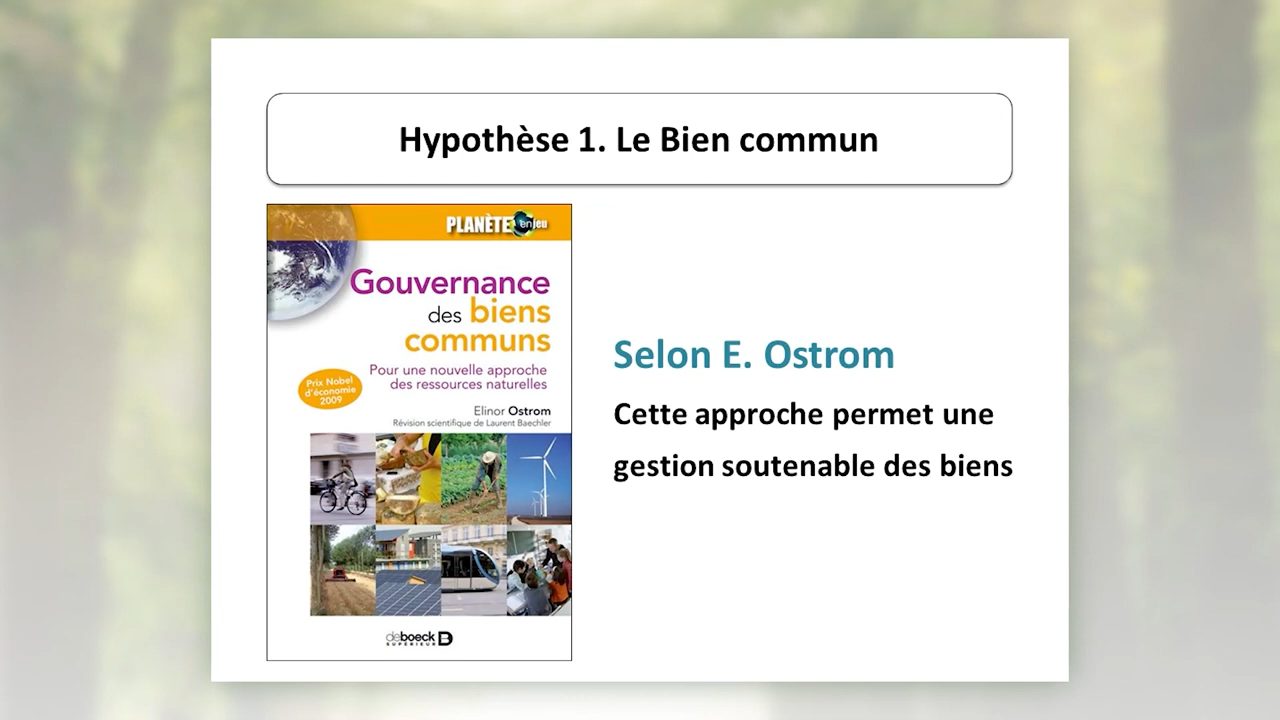 Hypothèse 1. Le Bien commun
PLANÈTE enjeu
Gouvernance
des biens
communs
Pour une nouvelle approche
des ressources naturelles
Prix Nobel
d'économie
2009
Elinor Ostrom
Révision scientifique de Laurent Baechler
deboeck B
SUPÉRIEUR
Selon E. Ostrom
Cette approche permet une
gestion soutenable des biens